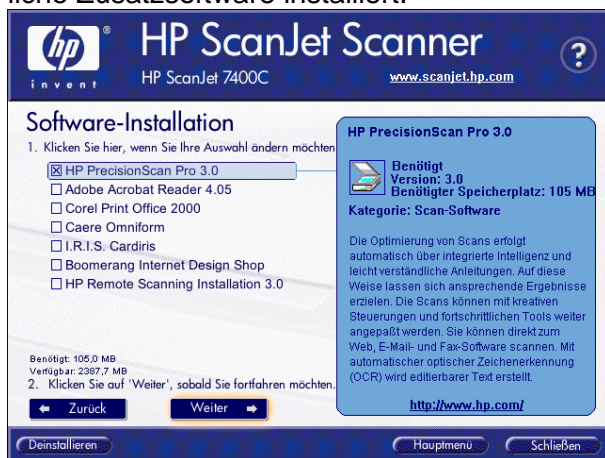 liche Zusatzsoftware installiert.
hp
®
invent
HP ScanJet Scanner
HP ScanJet 7400C
www.scanjet.hp.com
?
Software-Installation
1. Klicken Sie hier, wenn Sie Ihre Auswahl ändern möchten
HP PrecisionScan Pro 3.0
Adobe Acrobat Reader 4.05
Corel Print Office 2000
Caere Omniform
I.R.I.S. Cardiris
Boomerang Internet Design Shop
HP Remote Scanning Installation 3.0
Benötigt: 105,0 MB
Verfügbar: 2387,7 MB
2. Klicken Sie auf 'Weiter', sobald Sie fortfahren möchten.
Zurück
Weiter
HP PrecisionScan Pro 3.0
Benötigt
Version: 3.0
Benötigter Speicherplatz: 105 MB
Kategorie: Scan-Software
Die Optimierung von Scans erfolgt
automatisch über integrierte Intelligenz und
leicht verständliche Anleitungen. Auf diese
Weise lassen sich ansprechende Ergebnisse
erzielen. Die Scans können mit kreativen
Steuerungen und fortschrittlichen Tools weiter
angepaßt werden. Sie können direkt zum
Web, E-Mail- und Fax-Software scannen. Mit
automatischer optischer Zeichenerkennung
(OCR) wird editierbarer Text erstellt.
http://www.hp.com/
Deinstallieren
Hauptmenü
Schließen